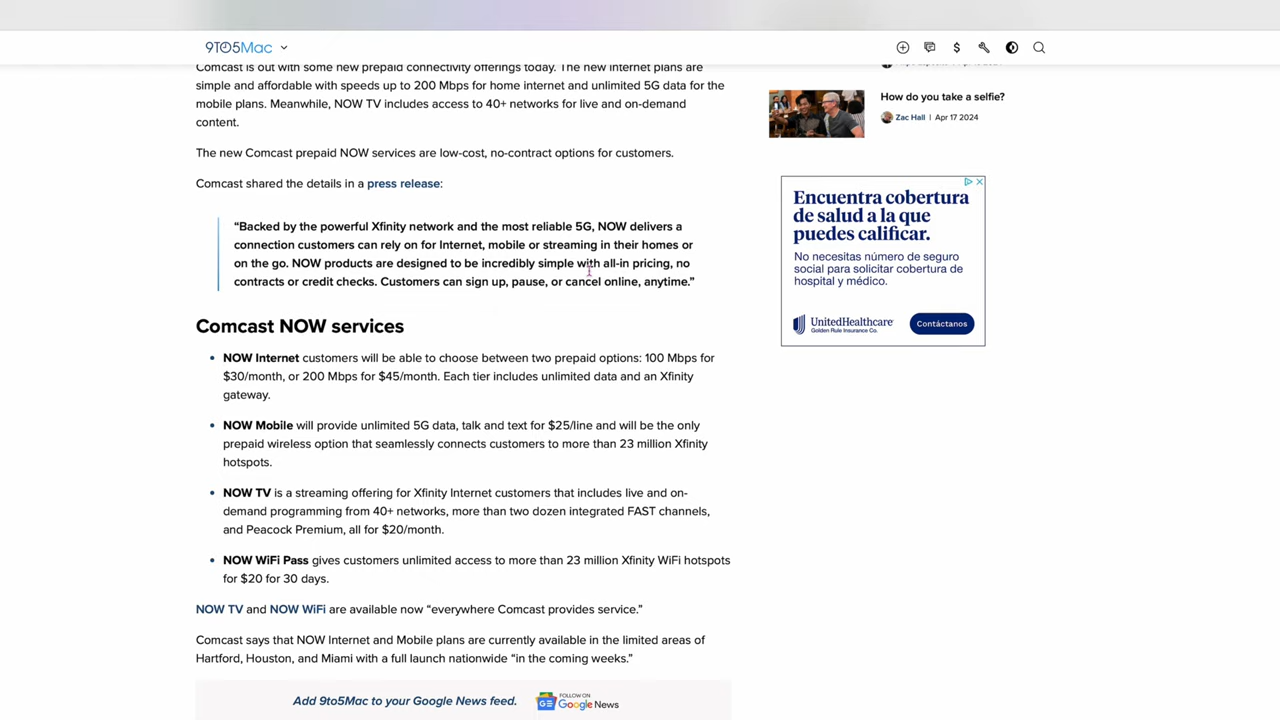 9TO5Mac
Comcast is out with some new prepaid connectivity offerings today. The new internet plans are
simple and affordable with speeds up to 200 Mbps for home internet and unlimited 5G data for the
mobile plans. Meanwhile, NOW TV includes access to 40+ networks for live and on-demand
content.
The new Comcast prepaid NOW services are low-cost, no-contract options for customers.
Comcast shared the details in a press release:
“Backed by the powerful Xfinity network and the most reliable 5G, NOW delivers a
connection customers can rely on for Internet, mobile or streaming in their homes or
on the go. NOW products are designed to be incredibly simple with all-in pricing, no
contracts or credit checks. Customers can sign up, pause, or cancel online, anytime.”
Comcast NOW services
• NOW Internet customers will be able to choose between two prepaid options: 100 Mbps for
$30/month, or 200 Mbps for $45/month. Each tier includes unlimited data and an Xfinity
gateway.
• NOW Mobile will provide unlimited 5G data, talk and text for $25/line and will be the only
prepaid wireless option that seamlessly connects customers to more than 23 million Xfinity
hotspots.
• NOW TV is a streaming offering for Xfinity Internet customers that includes live and on-
demand programming from 40+ networks, more than two dozen integrated FAST channels,
and Peacock Premium, all for $20/month.
• NOW WiFi Pass gives customers unlimited access to more than 23 million Xfinity WiFi hotspots
for $20 for 30 days.
NOW TV and NOW WiFi are available now “everywhere Comcast provides service.”
Comcast says that NOW Internet and Mobile plans are currently available in the limited areas of
Hartford, Houston, and Miami with a full launch nationwide “in the coming weeks.”
Add 9to5Mac to your Google News feed.
FOLLOW ON
Google News
How do you take a selfie?
Zac Hall | Apr 17 2024
Encuentra cobertura
de salud a la que
puedes calificar.
No necesitas número de seguro
social para solicitar cobertura de
hospital y médico.
UnitedHealthcare
Golden Rule Insurance Co.
Contáctanos